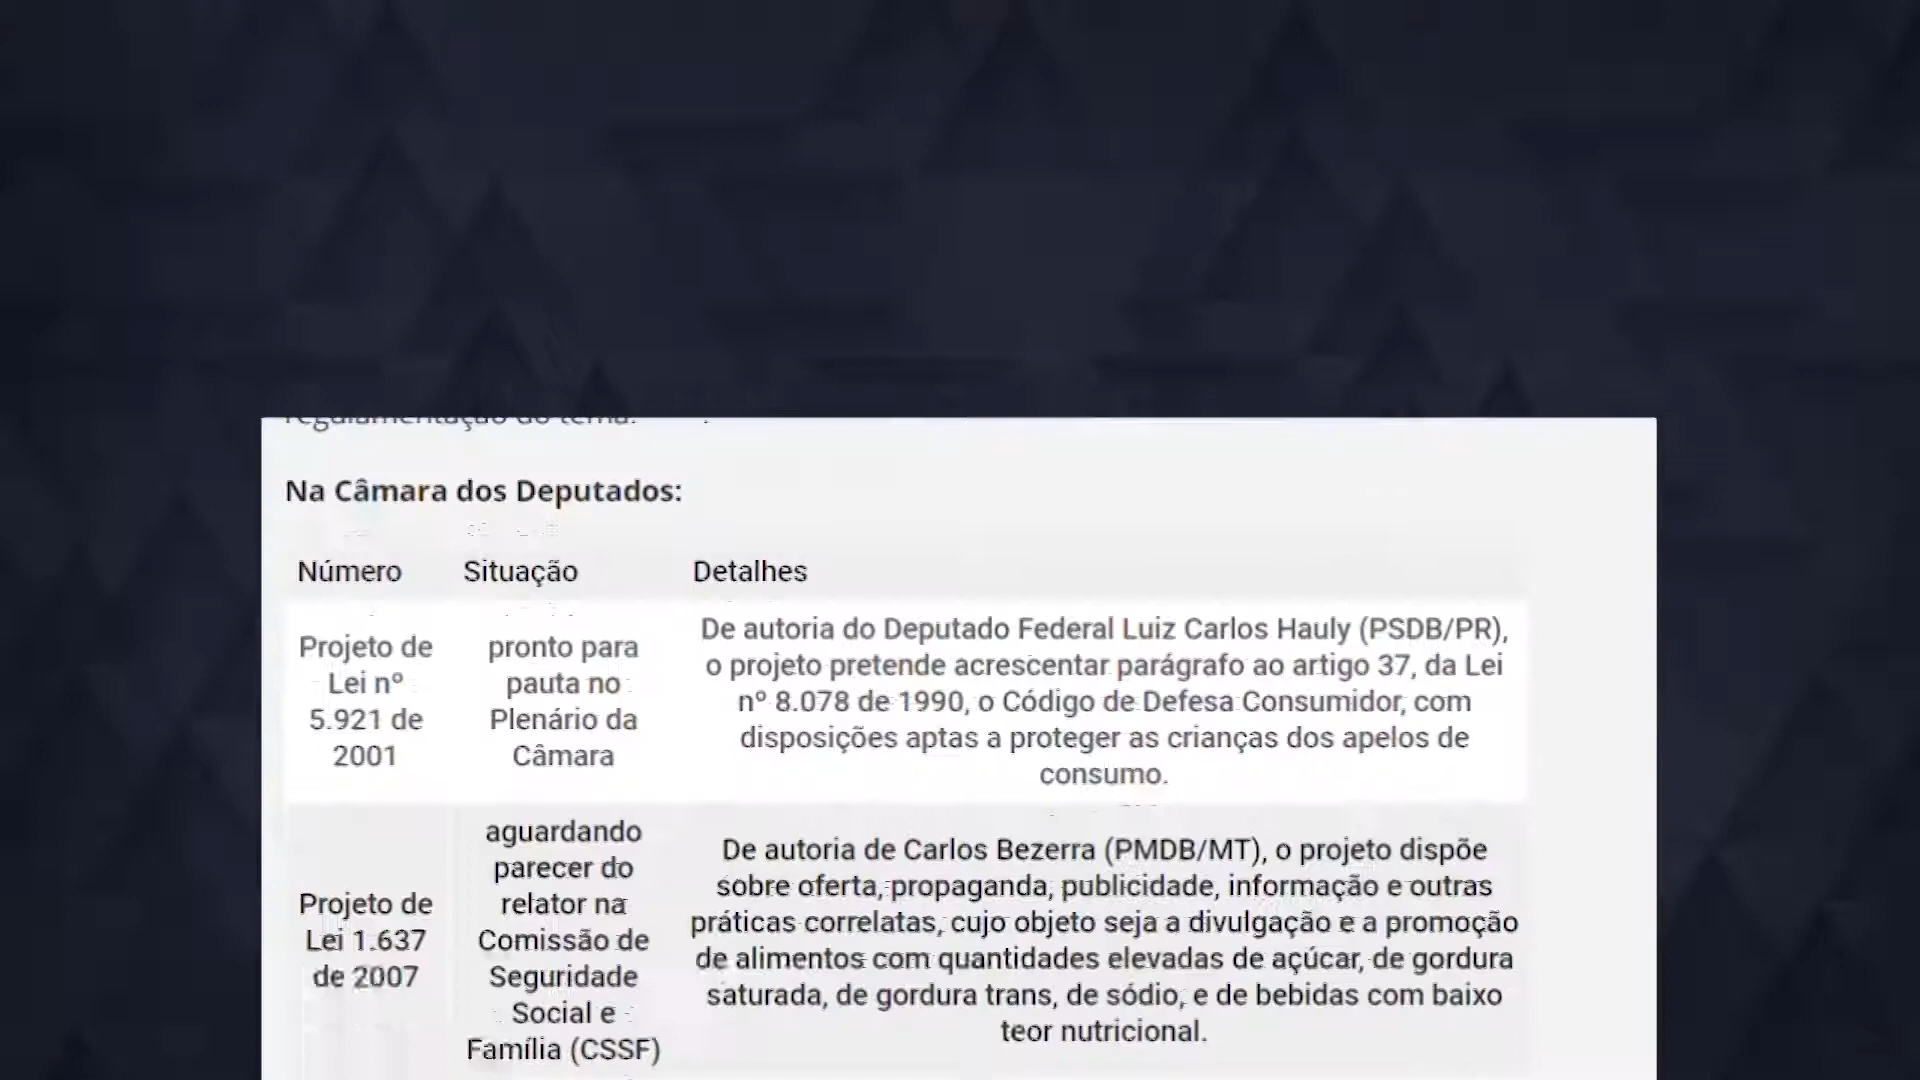 regulamentação do tema.
Na Câmara dos Deputados:
Número Situação Detalhes
Projeto de
Lei nº
5.921 de
2001
pronto para
pauta no
Plenário da
Câmara
De autoria do Deputado Federal Luiz Carlos Hauly (PSDB/PR),
o projeto pretende acrescentar parágrafo ao artigo 37, da Lei
nº 8.078 de 1990, o Código de Defesa Consumidor, com
disposições aptas a proteger as crianças dos apelos de
consumo.
Projeto de
Lei 1.637
de 2007
aguardando
parecer do
relator na
Comissão de
Seguridade
Social e
Família (CSSF)
De autoria de Carlos Bezerra (PMDB/MT), o projeto dispõe
sobre oferta, propaganda, publicidade, informação e outras
práticas correlatas, cujo objeto seja a divulgação e a promoção
de alimentos com quantidades elevadas de açúcar, de gordura
saturada, de gordura trans, de sódio, e de bebidas com baixo
teor nutricional.